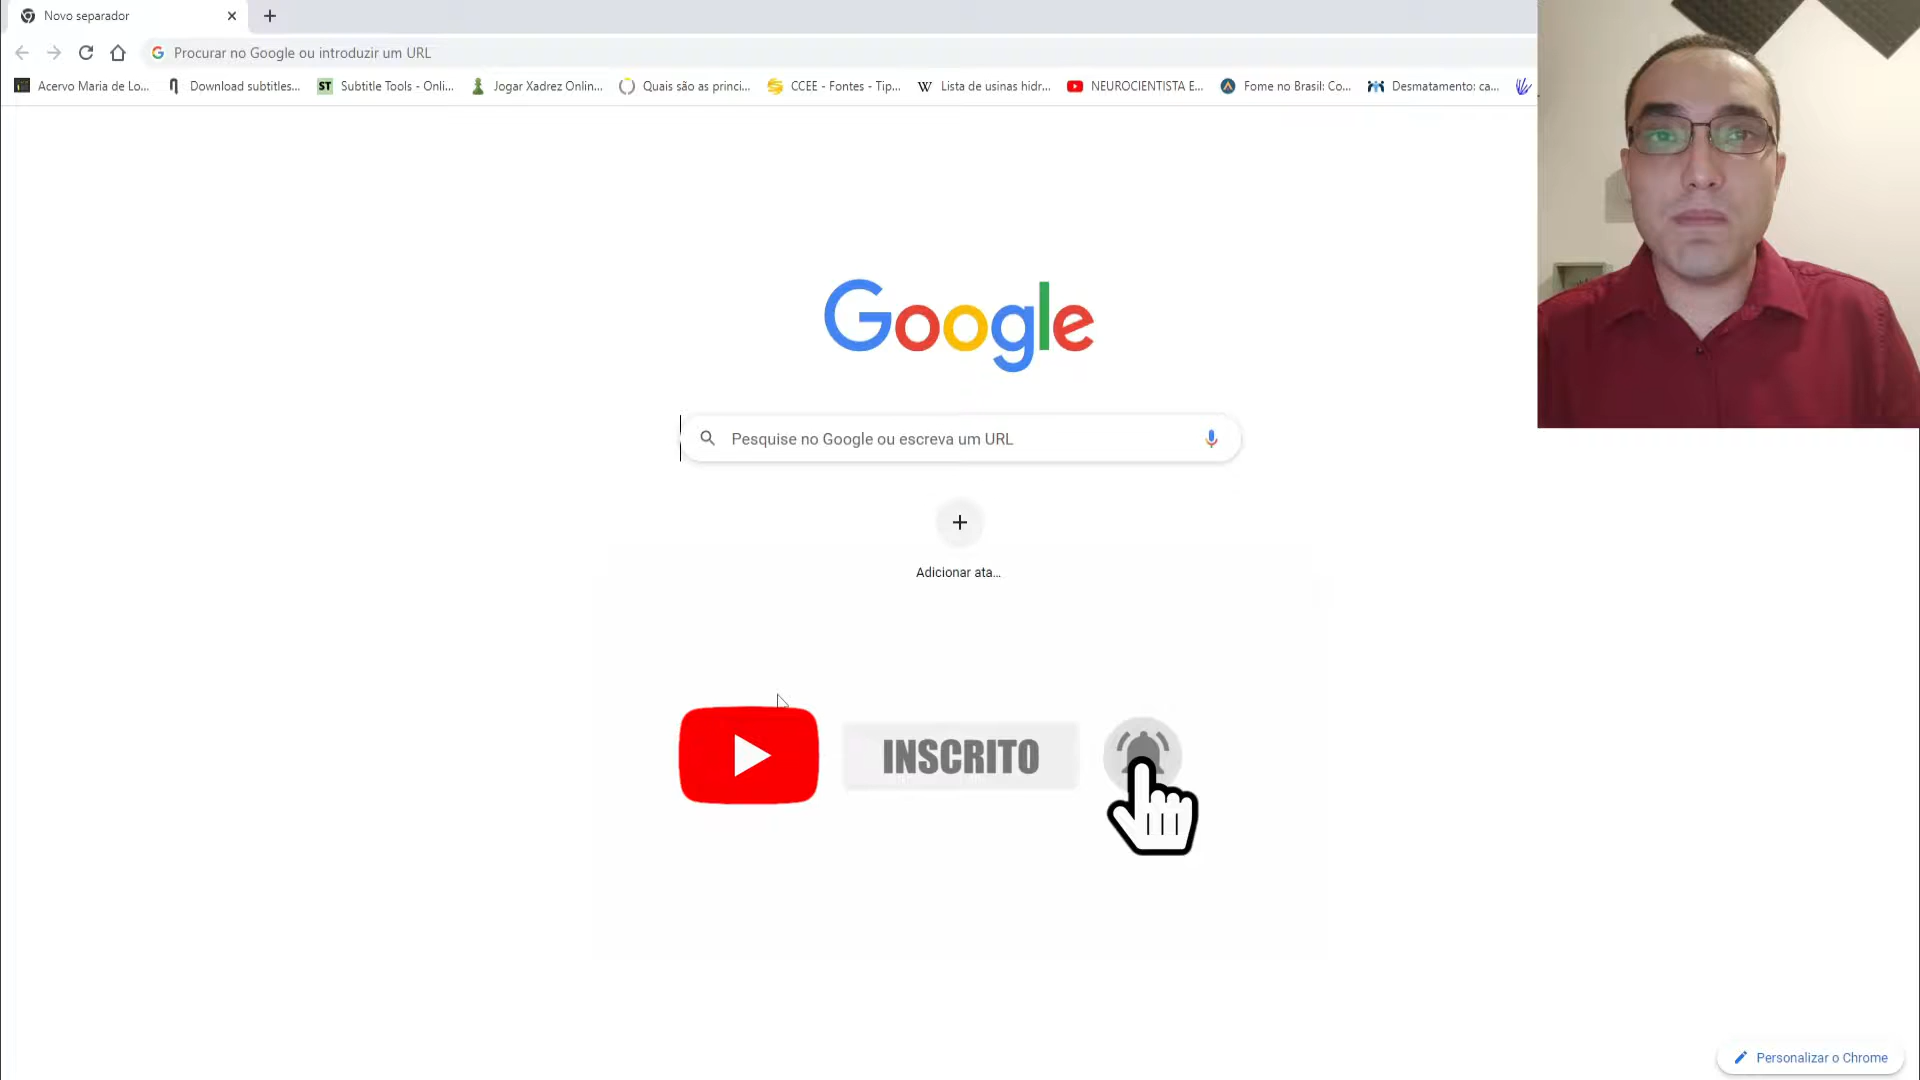 Novo separador
Procurar no Google ou introduzir um URL
Acervo Maria de Lo... Download subtitles... ST Subtitle Tools - Onli... Jogar Xadrez Onlin... Quais são as princi... CCEE - Fontes - Tip... W Lista de usinas hidr... NEUROCIENTISTA E... Fome no Brasil: Co... Desmatamento: ca...
Google
Pesquise no Google ou escreva um URL
Adicionar ata...
INSCRITO
Personalizar o Chrome